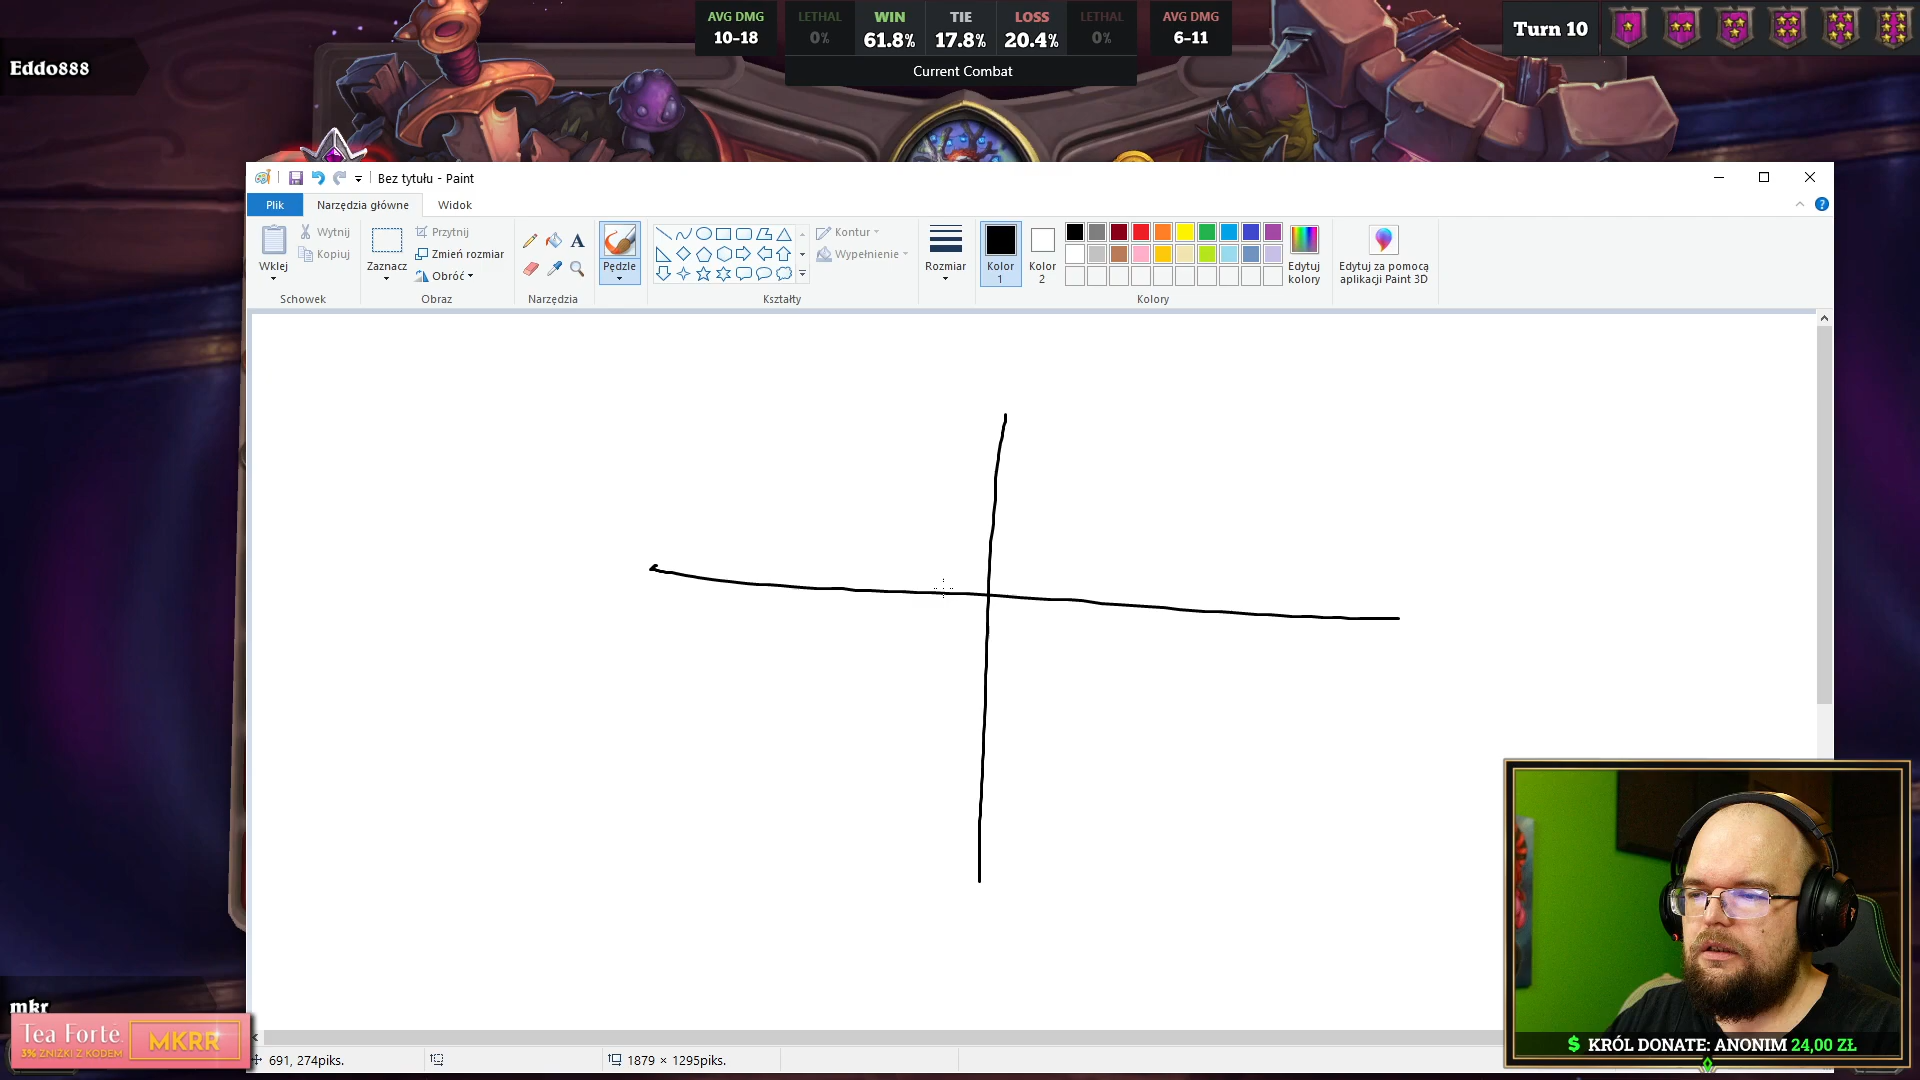 AVG DMG
10-18
LETHAL
0%
WIN
61.8%
TIE
17.8%
LOSS
20.4%
LETHAL
0%
AVG DMG
6-11
Current Combat
Turn 10
Eddo888
Bez tytułu - Paint
Plik
Narzędzia główne
Widok
Wklej
Wytnij
Kopiuj
Schowek
Zaznacz
Przytnij
Zmień rozmiar
Obróć
Obraz
Narzędzia
Pędzle
Kształty
Kontur
Wypełnienie
Rozmiar
Kolor
1
Kolor
2
Edytuj
kolory
Kolory
Edytuj za pomocą
aplikacji Paint 3D
mkr
Tea Forte
3% ZNIŻKI Z KODEM
MKRR
691, 274piks.
1879 × 1295piks.
$ KRÓL DONATE: ANONIM 24,00 ZŁ